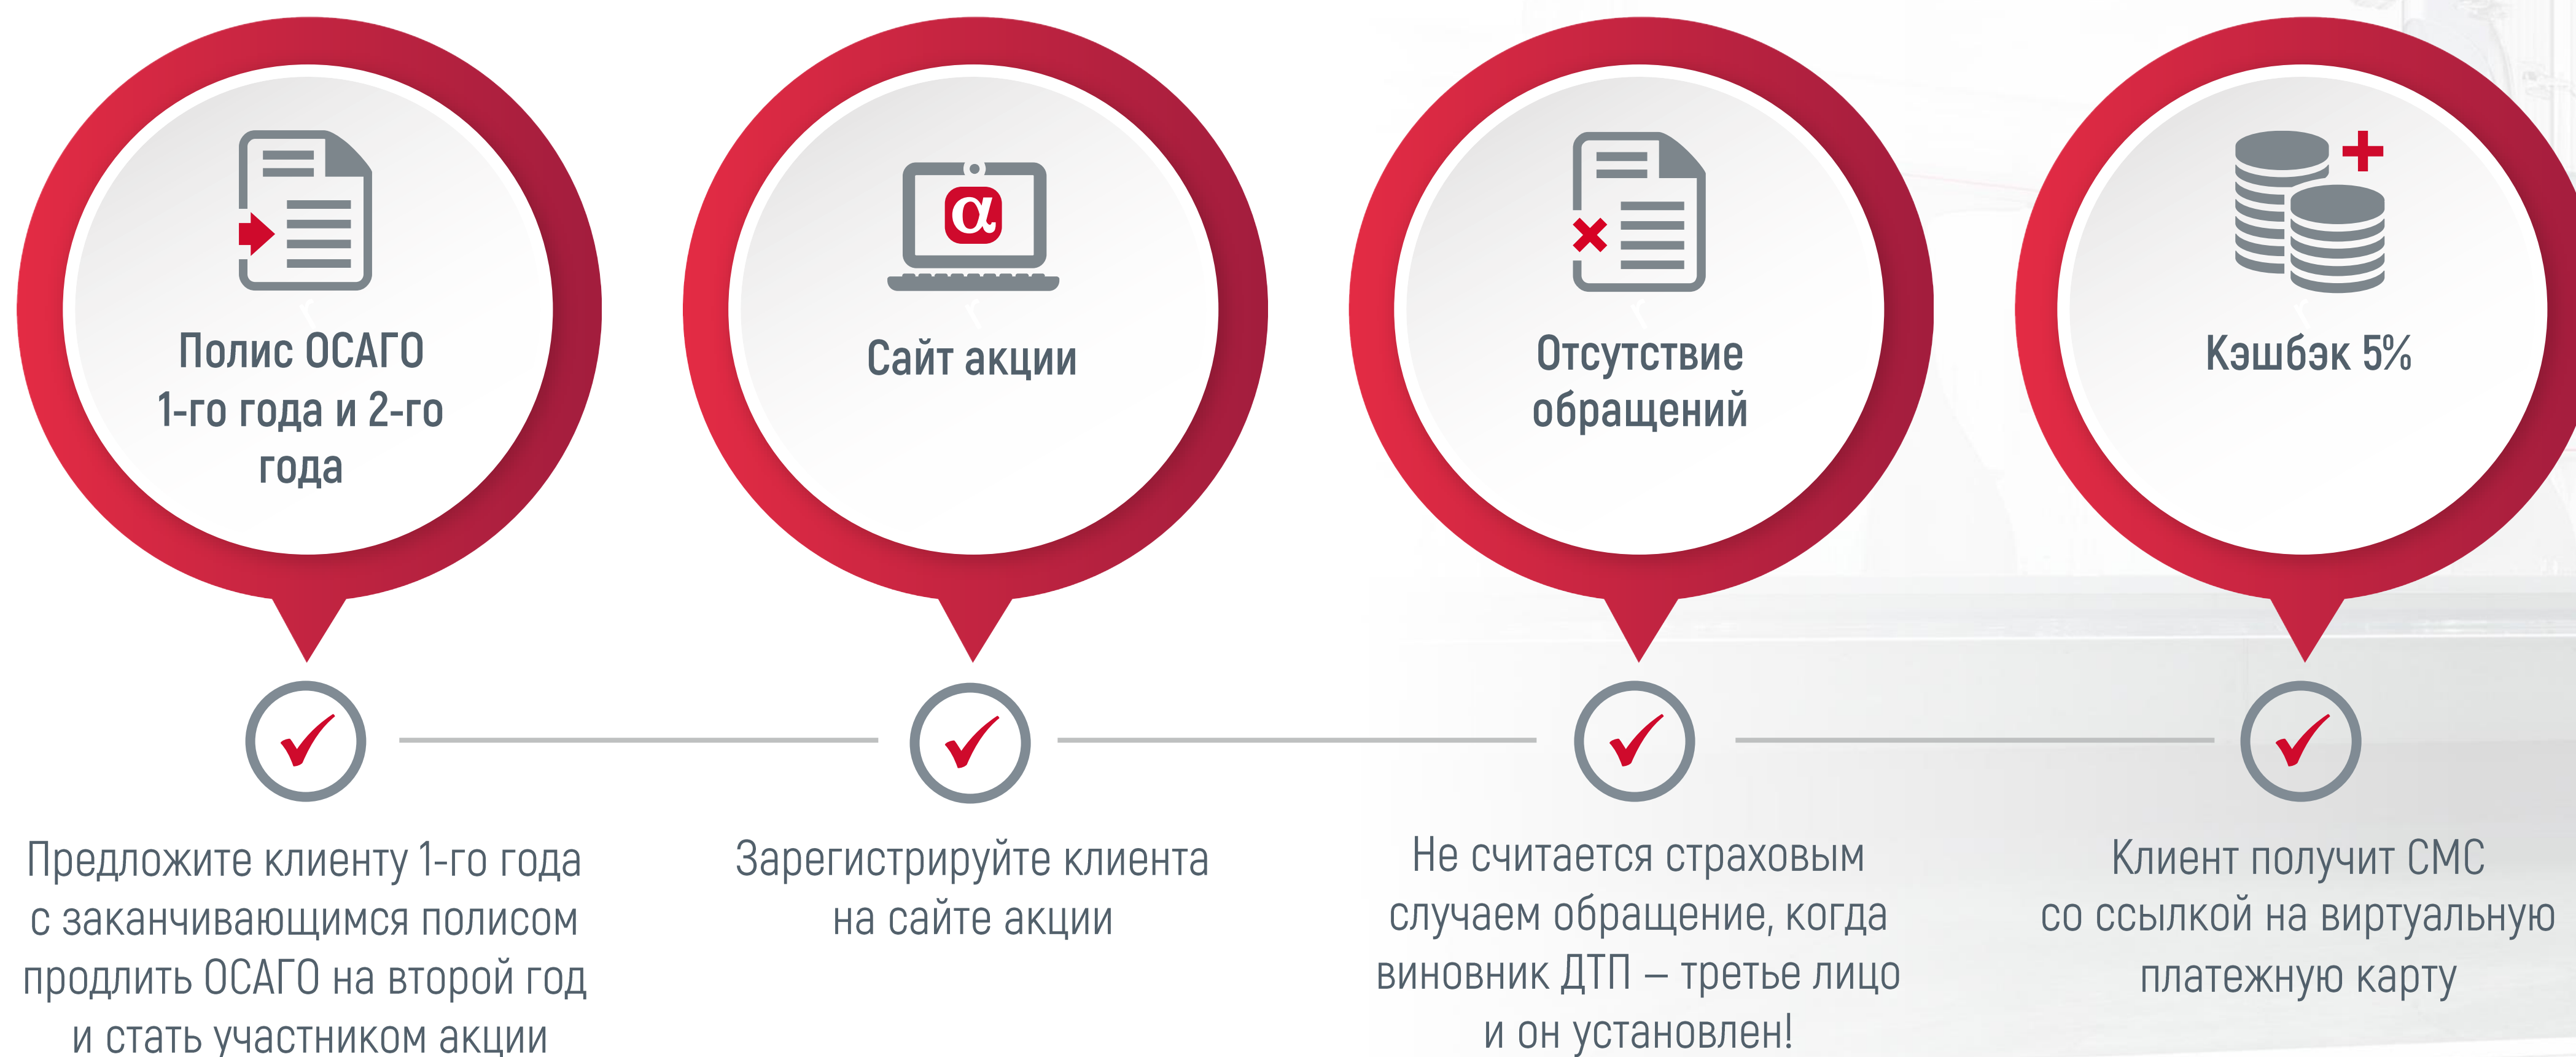 Полис ОСАГО
1-го года и 2-го
года
Предложите клиенту 1-го года
с заканчивающимся полисом
продлить ОСАГО на второй год
и стать участником акции
α
Сайт акции
Зарегистрируйте клиента
на сайте акции
Отсутствие
обращений
Не считается страховым
случаем обращение, когда
виновник ДТП – третье лицо
и он установлен!
Кэшбэк 5%
Клиент получит СМС
со ссылкой на виртуальную
платежную карту